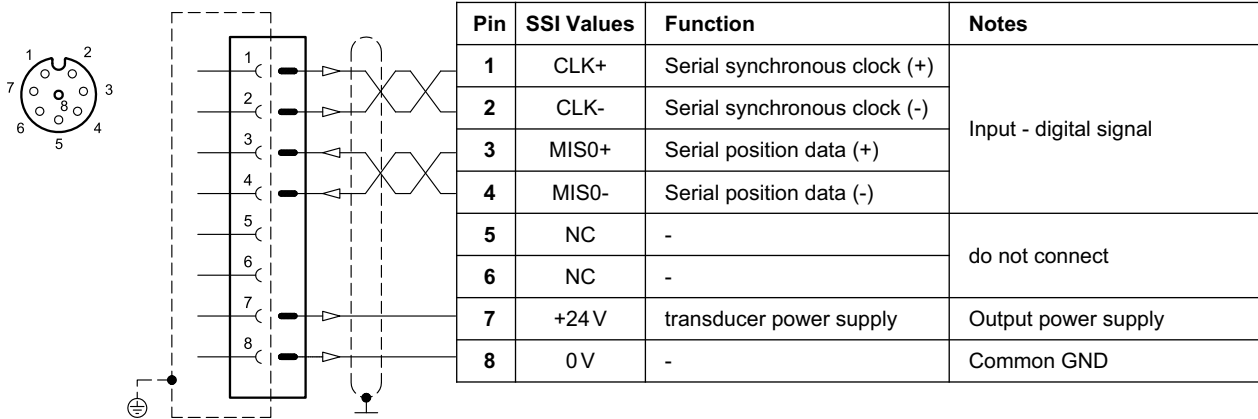 1 2
7 8 3
6 4
5
1
2
3
4
5
6
7
8
Pin SSI Values Function Notes
1 CLK+ Serial synchronous clock (+)
2 CLK- Serial synchronous clock (-)
Input - digital signal
3 MIS0+ Serial position data (+)
4 MIS0- Serial position data (-)
5 NC -
do not connect
6 NC -
7 +24V transducer power supply Output power supply
8 0V - Common GND